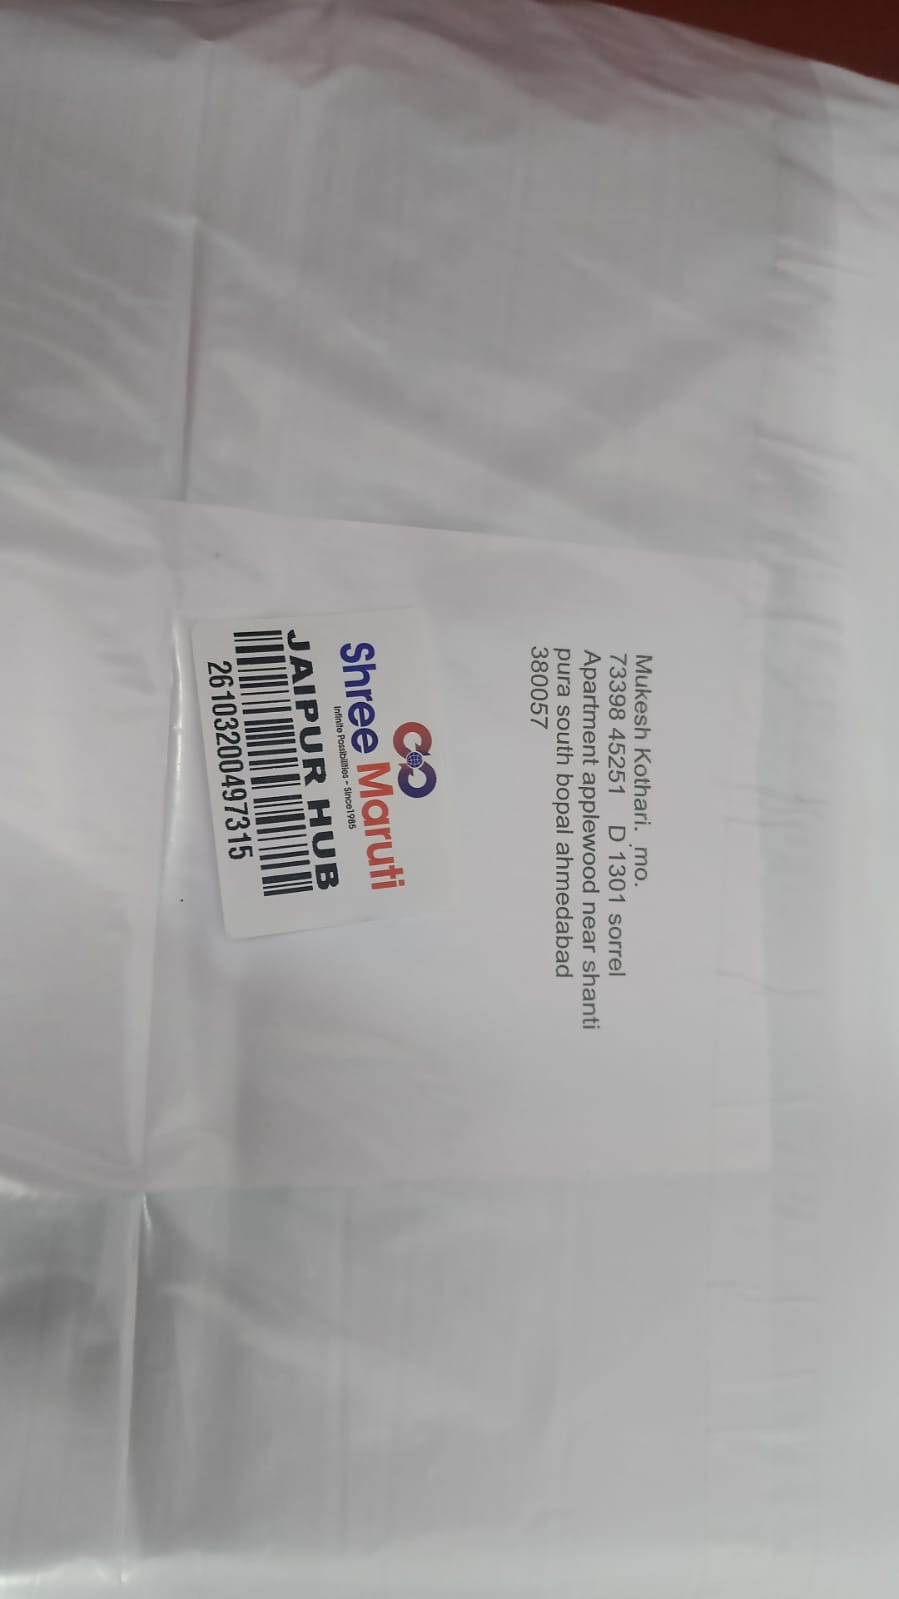 Mukesh Kothari. mo.
73398 45251 D 1301 sorrel
Apartment applewood near shanti
pura south bopal ahmedabad
380057
Shree Maruti
Infinite Possibilities - Since1985
JAIPUR HUB
26103200497315